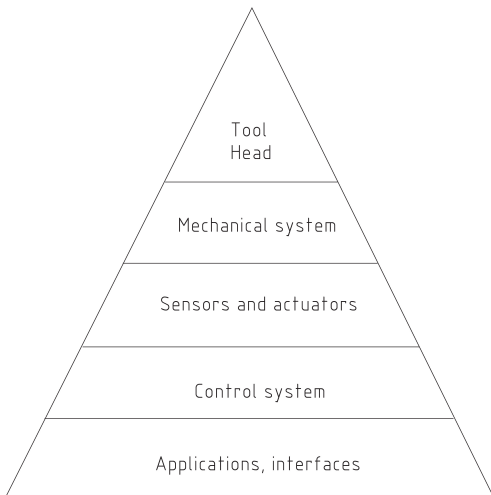 Tool
Head
Mechanical system
Sensors and actuators
Control system
Applications, interfaces